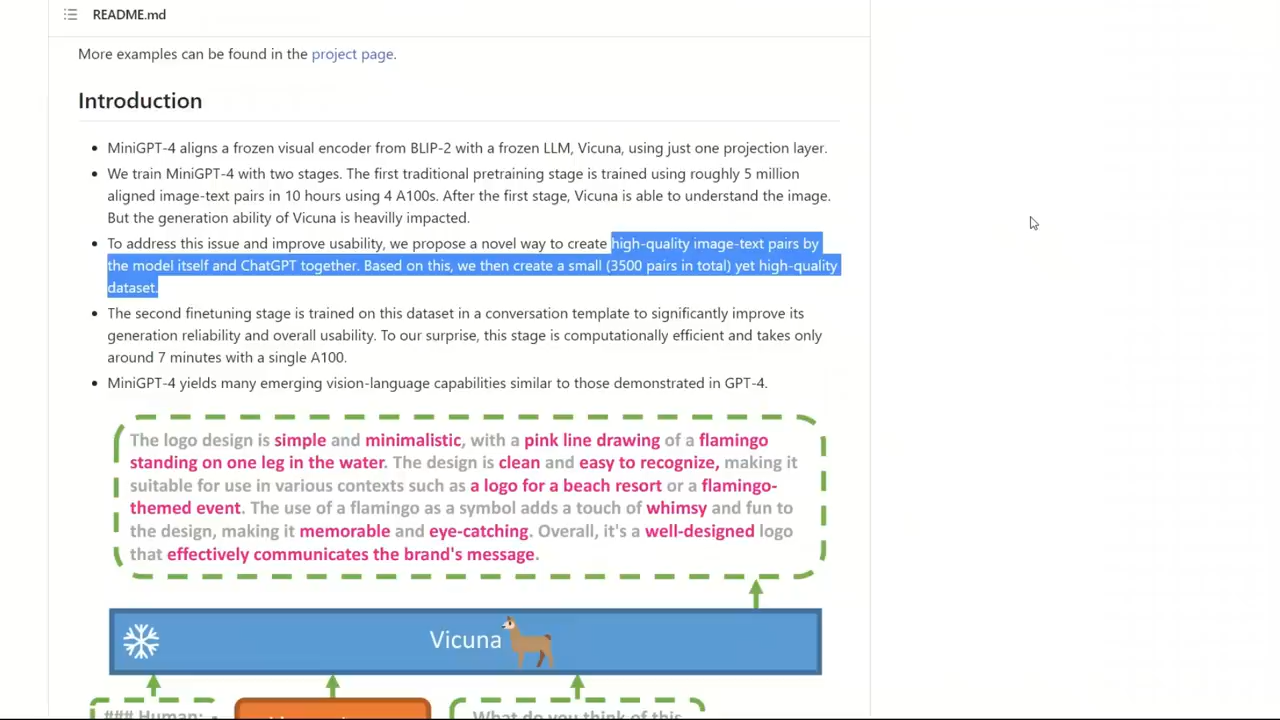 README.md
More examples can be found in the project page.
Introduction
MiniGPT-4 aligns a frozen visual encoder from BLIP-2 with a frozen LLM, Vicuna, using just one projection layer.
We train MiniGPT-4 with two stages. The first traditional pretraining stage is trained using roughly 5 million
aligned image-text pairs in 10 hours using 4 A100s. After the first stage, Vicuna is able to understand the image.
But the generation ability of Vicuna is heavilly impacted.
To address this issue and improve usability, we propose a novel way to create high-quality image-text pairs by
the model itself and ChatGPT together. Based on this, we then create a small (3500 pairs in total) yet high-quality
dataset.
The second finetuning stage is trained on this dataset in a conversation template to significantly improve its
generation reliability and overall usability. To our surprise, this stage is computationally efficient and takes only
around 7 minutes with a single A100.
MiniGPT-4 yields many emerging vision-language capabilities similar to those demonstrated in GPT-4.
The logo design is simple and minimalistic, with a pink line drawing of a flamingo
standing on one leg in the water. The design is clean and easy to recognize, making it
suitable for use in various contexts such as a logo for a beach resort or a flamingo-
themed event. The use of a flamingo as a symbol adds a touch of whimsy and fun to
the design, making it memorable and eye-catching. Overall, it's a well-designed logo
that effectively communicates the brand's message.
Vicuna
### Human:
What do you think of this